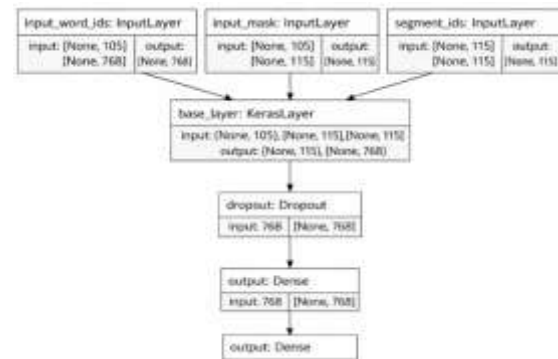 input_word_ids: InputLayer
input: [None, 105] output:
[None, 768] [None, 768]
input_mask: InputLayer
input: [None, 105] output:
[None, 115] [None, 115]
segment_ids: InputLayer
input: [None, 115] output:
[None, 115] [None, 115]
base_layer: KerasLayer
input: (None, 105), [None, 115],[None, 115]
output: (None, 115), (None, 768)
dropout: Dropout
input: 768 [None, 768]
output: Dense
input: 768 [None, 768]
output: Dense